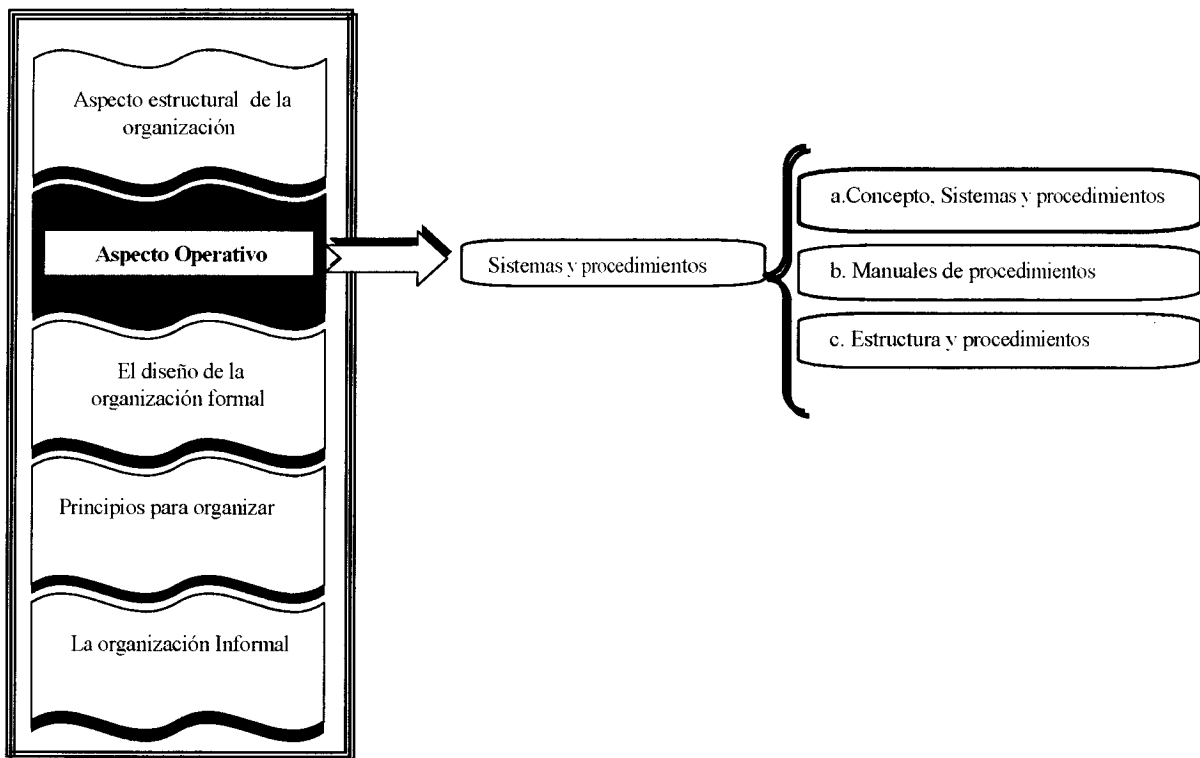 Aspecto estructural de la
organización
Aspecto Operativo
El diseño de la
organización formal
Principios para organizar
La organización Informal
Sistemas y procedimientos
a.Concepto, Sistemas y procedimientos
b. Manuales de procedimientos
c. Estructura y procedimientos